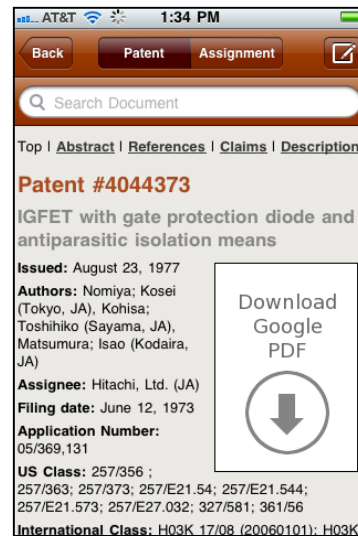 AT&T 1:34 PM
Back Patent Assignment
Search Document
Top | Abstract | References | Claims | Description
Patent #4044373
IGFET with gate protection diode and
antiparasitic isolation means
Issued: August 23, 1977
Authors: Nomiya; Kosei
(Tokyo, JA), Kohisa;
Toshihiko (Sayama, JA),
Matsumura; Isao (Kodaira,
JA)
Assignee: Hitachi, Ltd. (JA)
Filing date: June 12, 1973
Application Number:
05/369,131
Download
Google
PDF
US Class: 257/356 ;
257/363; 257/373; 257/E21.54; 257/E21.544;
257/E21.573; 257/E27.032; 327/581; 361/56
International Class: H03K 17/08 (20060101); H03K